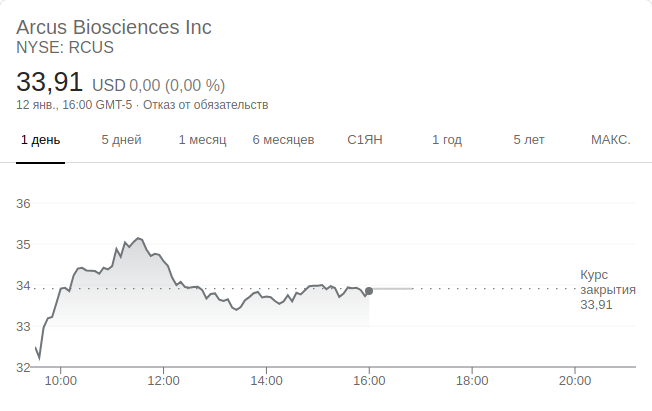 Arcus Biosciences Inc
NYSE: RCUS
33,91 USD 0,00 (0,00 %)
12 янв., 16:00 GMT-5 · Отказ от обязательств
1 день 5 дней 1 месяц 6 месяцев С1ЯН 1 год 5 лет МАКС.
36
35
34
33
32
Курс
закрытия
33,91
10:00 12:00 14:00 16:00 18:00 20:00